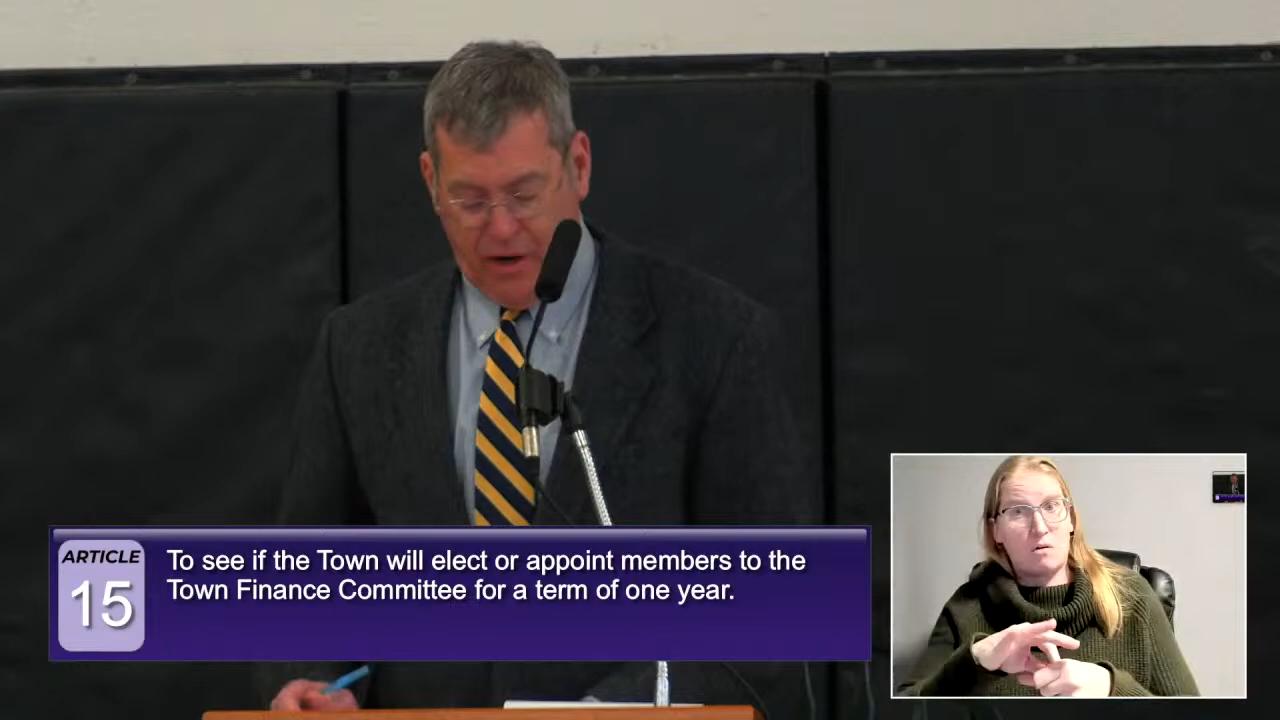 ARTICLE
15
To see if the Town will elect or appoint members to the
Town Finance Committee for a term of one year.